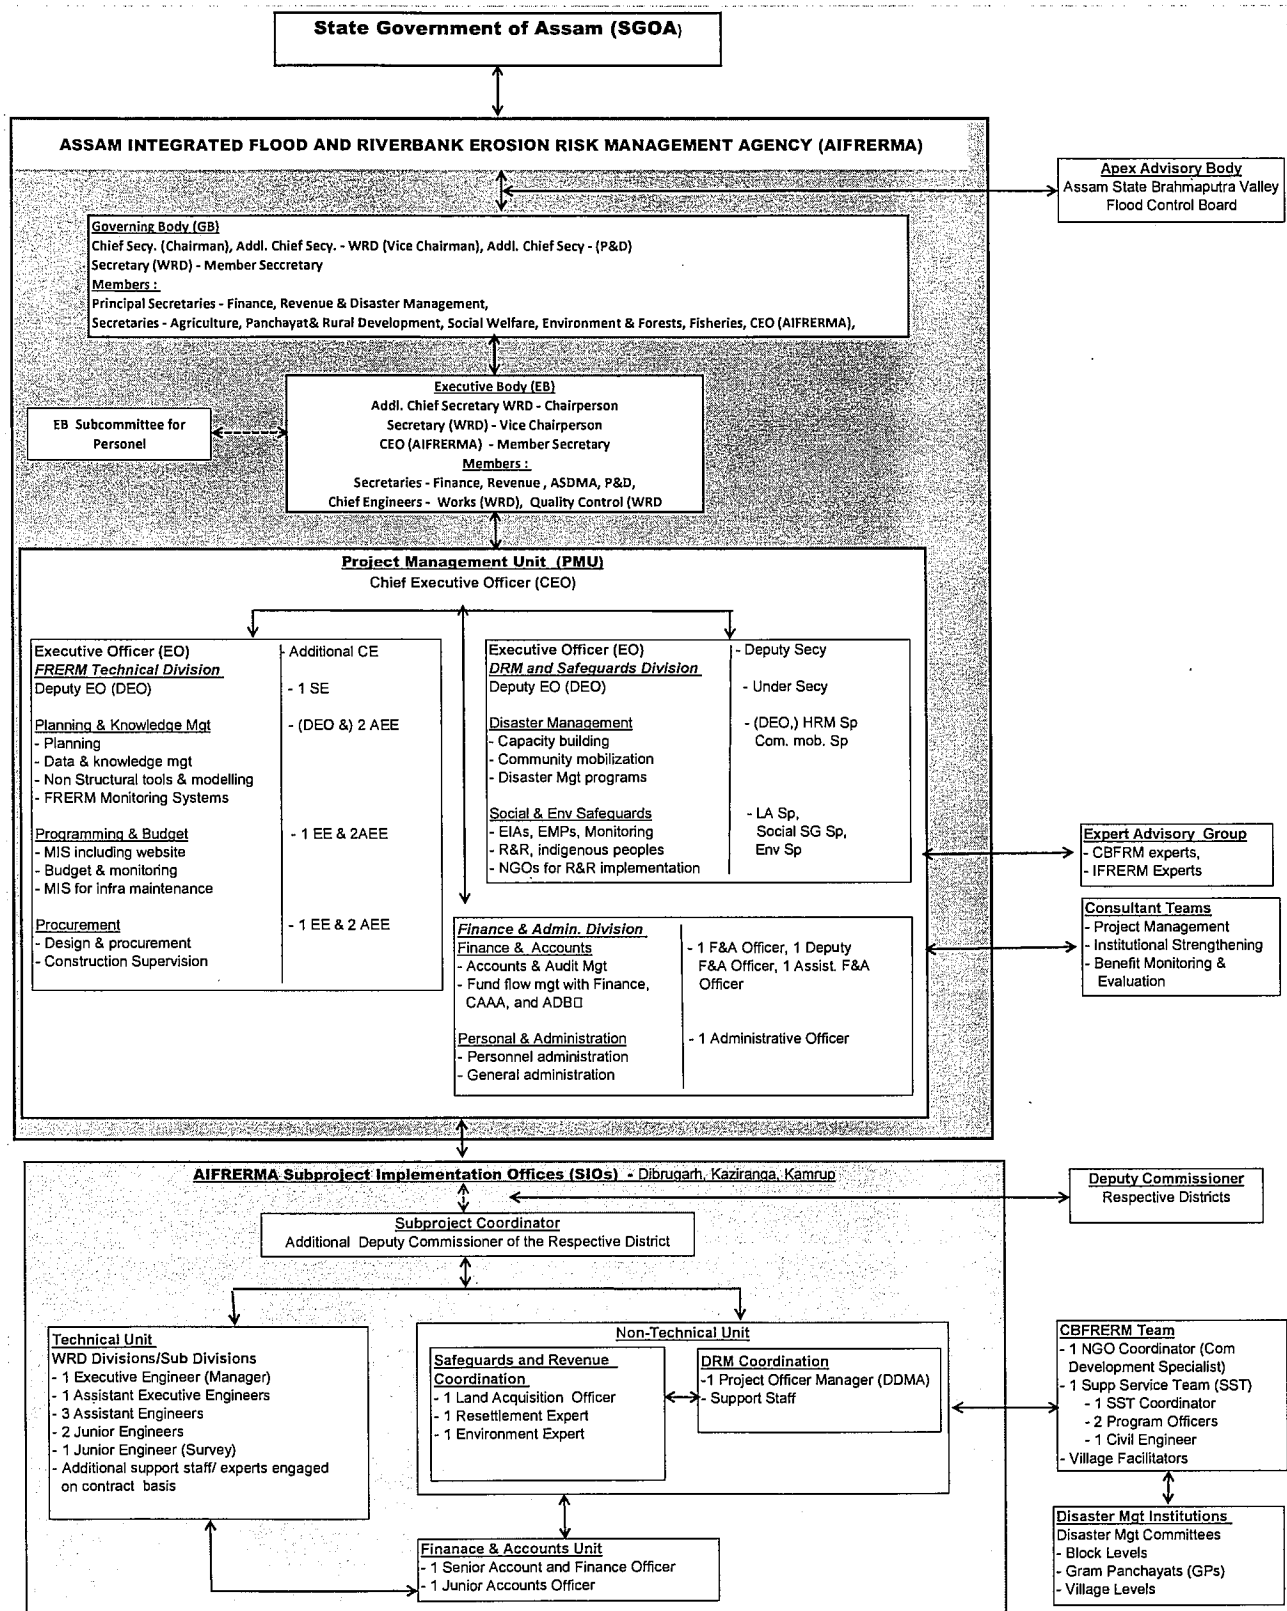 State Government of Assam (SGOA)
ASSAM INTEGRATED FLOOD AND RIVERBANK EROSION RISK MANAGEMENT AGENCY (AIFRERMA)
Apex Advisory Body
Assam State Brahmaputra Valley
Flood Control Board
Governing Body (GB)
Chief Secy. (Chairman), Addl. Chief Secy. - WRD (Vice Chairman), Addl. Chief Secy - (P&D)
Secretary (WRD) - Member Seccretary
Members :
Principal Secretaries - Finance, Revenue & Disaster Management,
Secretaries - Agriculture, Panchayat& Rural Development, Social Welfare, Environment & Forests, Fisheries, CEO (AIFRERMA),
Executive Body (EB)
Addl. Chief Secretary WRD - Chairperson
Secretary (WRD) - Vice Chairperson
CEO (AIFRERMA) - Member Secretary
Members :
Secretaries - Finance, Revenue , ASDMA, P&D,
Chief Engineers - Works (WRD), Quality Control (WRD
EB Subcommittee for
Personel
Project Management Unit (PMU)
Chief Executive Officer (CEO)
Executive Officer (EO) - Additional CE
FRERM Technical Division
Deputy EO (DEO) - 1 SE
Planning & Knowledge Mgt - (DEO &) 2 AEE
- Planning
- Data & knowledge mgt
- Non Structural tools & modelling
- FRERM Monitoring Systems
Programming & Budget - 1 EE & 2AEE
- MIS including website
- Budget & monitoring
- MIS for infra maintenance
Procurement - 1 EE & 2 AEE
- Design & procurement
- Construction Supervision
Executive Officer (EO) - Deputy Secy
DRM and Safeguards Division
Deputy EO (DEO) - Under Secy
Disaster Management - (DEO,) HRM Sp
- Capacity building Com. mob. Sp
- Community mobilization
- Disaster Mgt programs
Social & Env Safeguards - LA Sp,
- EIAs, EMPs, Monitoring Social SG Sp,
- R&R, indigenous peoples Env Sp
- NGOs for R&R implementation
Finance & Admin. Division
Finance & Accounts - 1 F&A Officer, 1 Deputy
- Accounts & Audit Mgt F&A Officer, 1 Assist. F&A
- Fund flow mgt with Finance, Officer
CAAA, and ADB□
Personal & Administration - 1 Administrative Officer
- Personnel administration
- General administration
Expert Advisory Group
- CBFRM experts,
- IFRERM Experts
Consultant Teams
- Project Management
- Institutional Strengthening
- Benefit Monitoring &
Evaluation
AIFRERMA Subproject Implementation Offices (SIOs) - Dibrugarh, Kaziranga, Kamrup
Deputy Commissioner
Respective Districts
Subproject Coordinator
Additional Deputy Commissioner of the Respective District
Technical Unit
WRD Divisions/Sub Divisions
- 1 Executive Engineer (Manager)
- 1 Assistant Executive Engineers
- 3 Assistant Engineers
- 2 Junior Engineers
- 1 Junior Engineer (Survey)
- Additional support staff/ experts engaged
on contract basis
Non-Technical Unit
Safeguards and Revenue
Coordination
- 1 Land Acquisition Officer
- 1 Resettlement Expert
- 1 Environment Expert
DRM Coordination
-1 Project Officer Manager (DDMA)
- Support Staff
CBFRERM Team
- 1 NGO Coordinator (Com
Development Specialist)
- 1 Supp Service Team (SST)
- 1 SST Coordinator
- 2 Program Officers
- 1 Civil Engineer
- Village Facilitators
Finanace & Accounts Unit
- 1 Senior Account and Finance Officer
- 1 Junior Accounts Officer
Disaster Mgt Institutions
Disaster Mgt Committees
- Block Levels
- Gram Panchayats (GPs)
- Village Levels